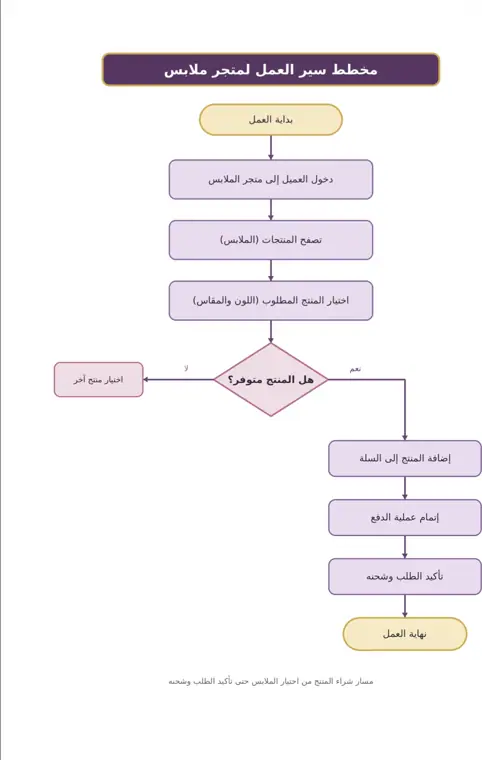 مخطط سير العمل لمتجر ملابس
بداية العمل
دخول العميل إلى متجر الملابس
تصفح المنتجات (الملابس)
اختيار المنتج المطلوب (اللون والمقاس)
هل المنتج متوفر؟
نعم
لا
اختيار منتج آخر
إضافة المنتج إلى السلة
إتمام عملية الدفع
تأكيد الطلب وشحنه
نهاية العمل
مسار شراء المنتج من اختيار الملابس حتى تأكيد الطلب وشحنه